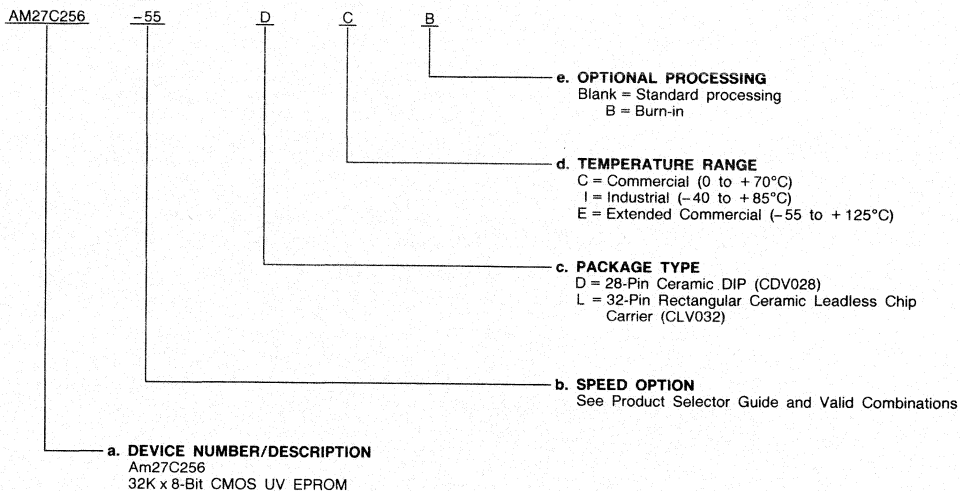 AM27C256 -55 D C B
e. OPTIONAL PROCESSING
Blank = Standard processing
B = Burn-in
d. TEMPERATURE RANGE
C = Commercial (0 to +70°C)
I = Industrial (-40 to +85°C)
E = Extended Commercial (-55 to +125°C)
c. PACKAGE TYPE
D = 28-Pin Ceramic DIP (CDV028)
L = 32-Pin Rectangular Ceramic Leadless Chip
Carrier (CLV032)
b. SPEED OPTION
See Product Selector Guide and Valid Combinations
a. DEVICE NUMBER/DESCRIPTION
Am27C256
32K x 8-Bit CMOS UV EPROM